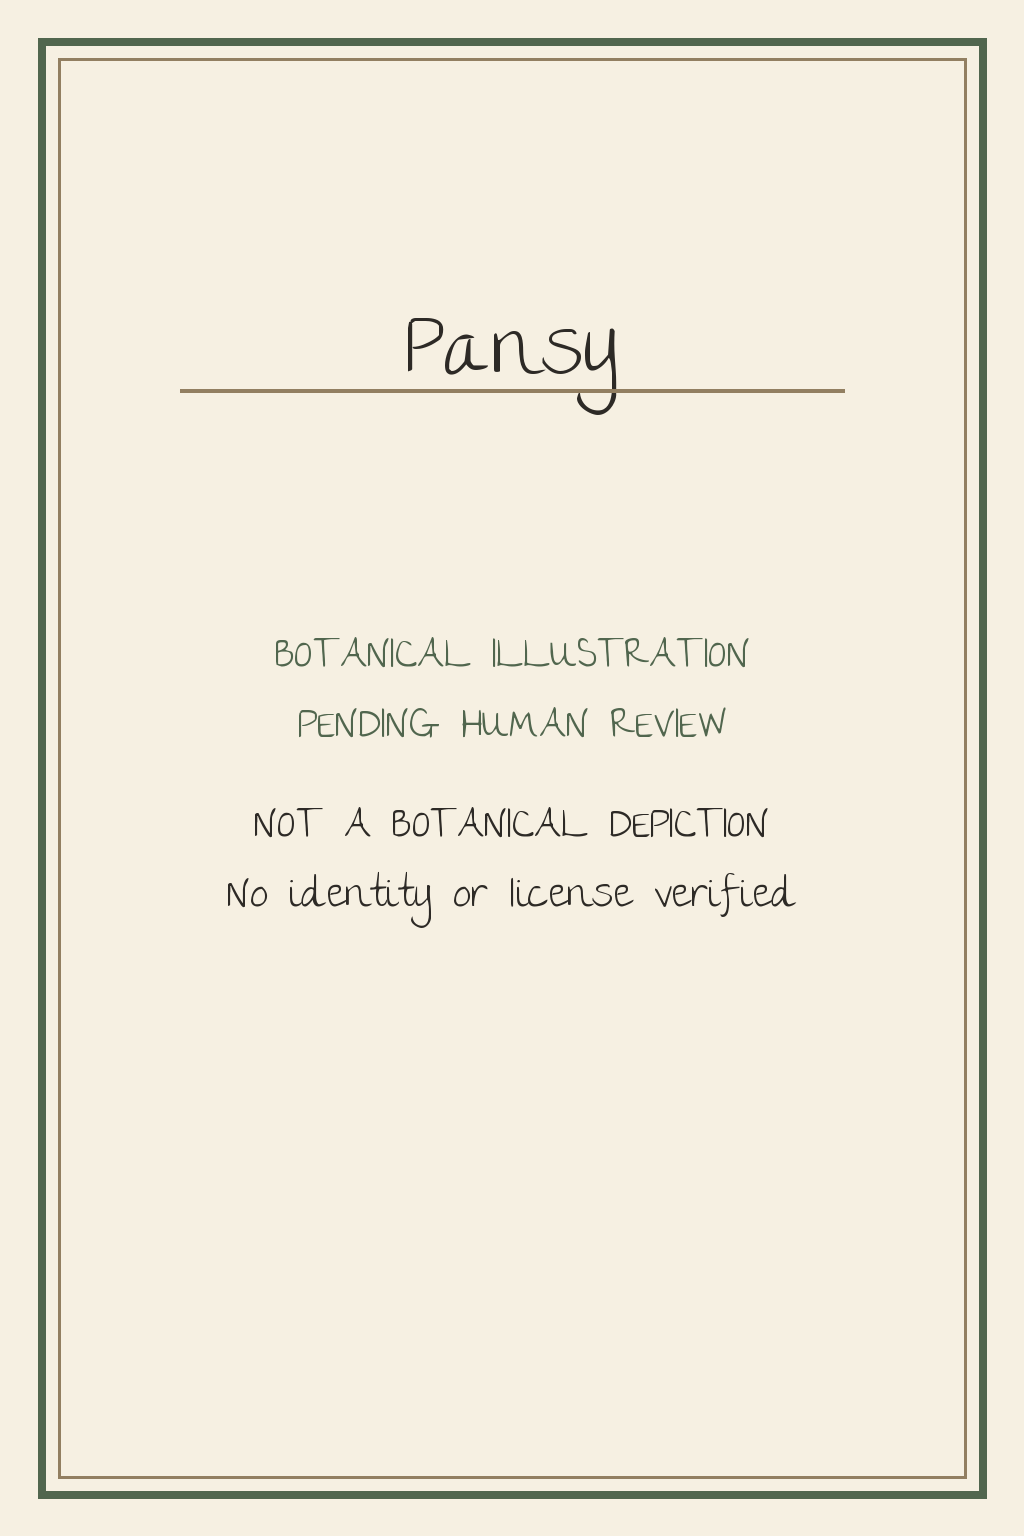 Pansy
BOTANICAL ILLUSTRATION
PENDING HUMAN REVIEW
NOT A BOTANICAL DEPICTION
No identity or license verified